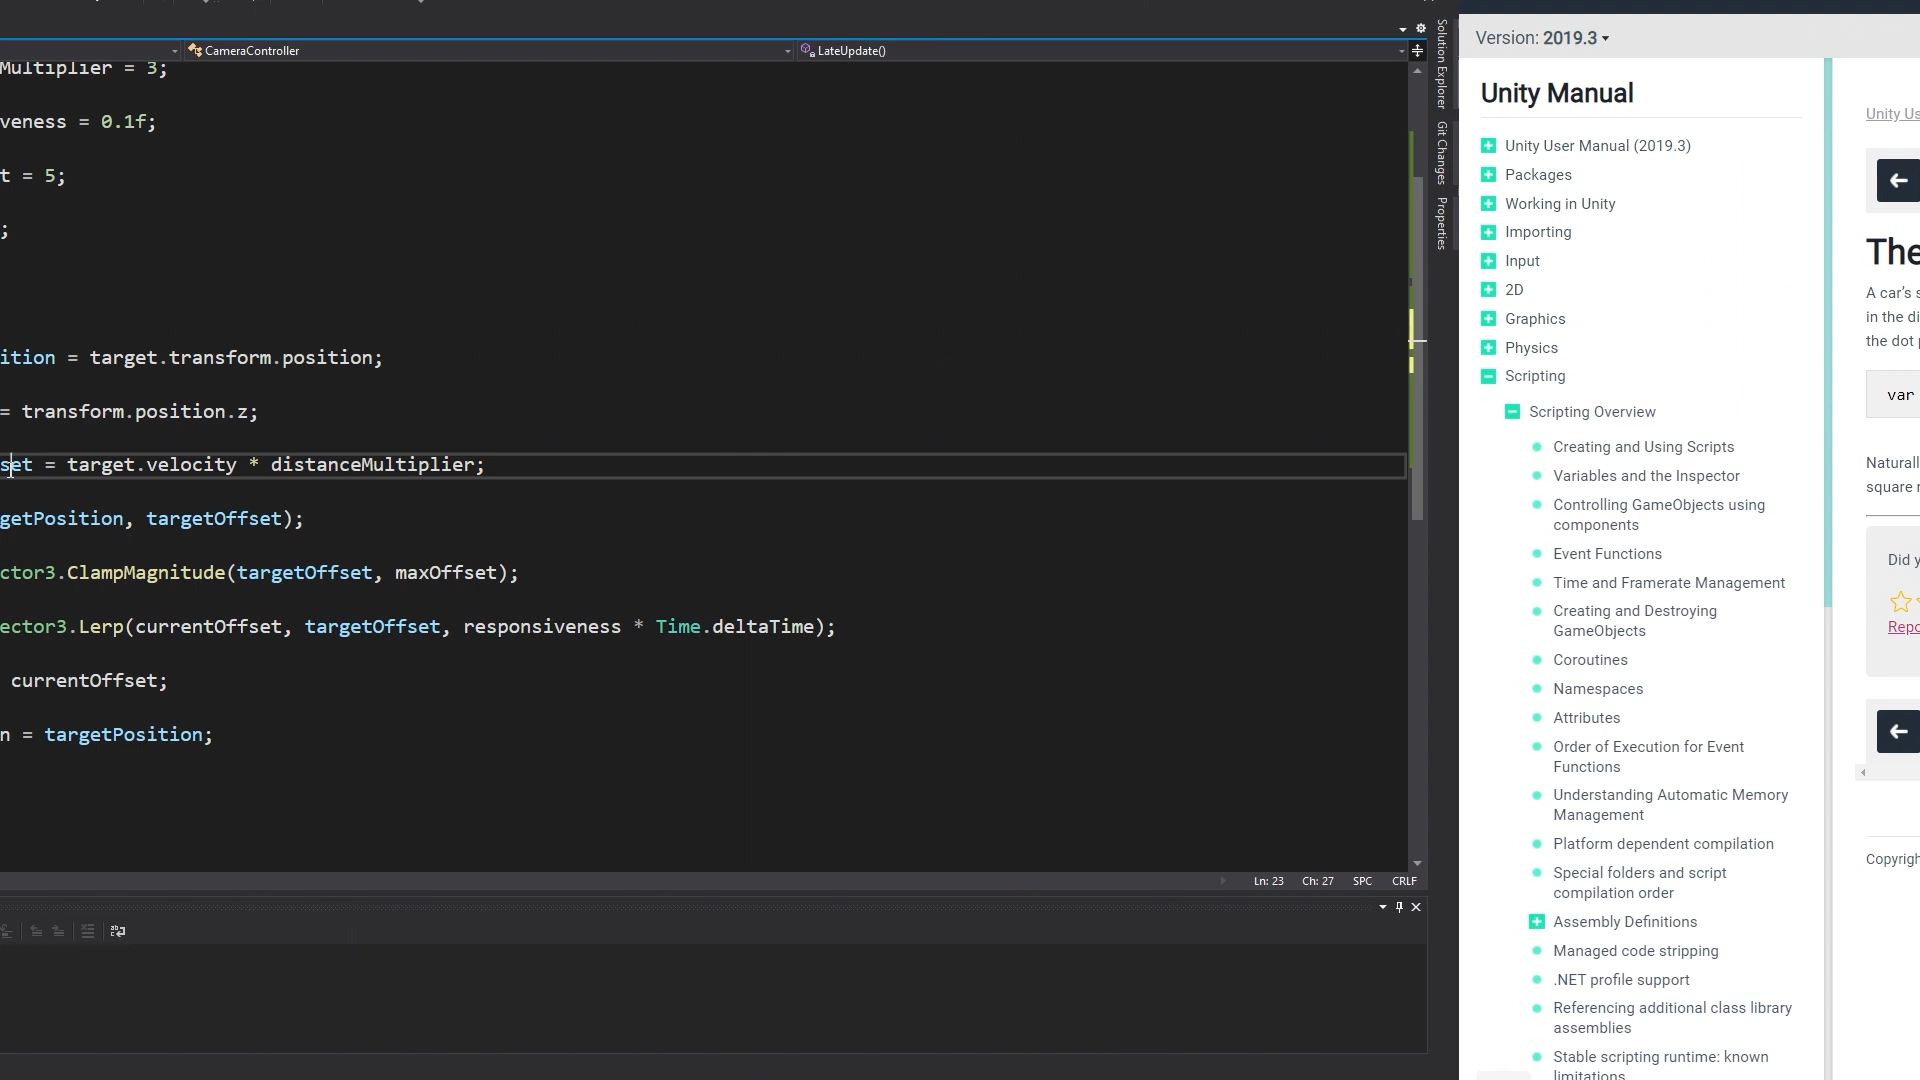 CameraController
LateUpdate()
Multiplier = 3;
veness = 0.1f;
t = 5;
;
ition = target.transform.position;
= transform.position.z;
set = target.velocity * distanceMultiplier;
getPosition, targetOffset);
ctor3.ClampMagnitude(targetOffset, maxOffset);
ector3.Lerp(currentOffset, targetOffset, responsiveness * Time.deltaTime);
currentOffset;
n = targetPosition;
Ln: 23 Ch: 27 SPC CRLF
Solution Explorer
Git Changes
Properties
Version: 2019.3
Unity Manual
Unity User Manual (2019.3)
Packages
Working in Unity
Importing
Input
2D
Graphics
Physics
Scripting
Scripting Overview
Creating and Using Scripts
Variables and the Inspector
Controlling GameObjects using
components
Event Functions
Time and Framerate Management
Creating and Destroying
GameObjects
Coroutines
Namespaces
Attributes
Order of Execution for Event
Functions
Understanding Automatic Memory
Management
Platform dependent compilation
Special folders and script
compilation order
Assembly Definitions
Managed code stripping
.NET profile support
Referencing additional class library
assemblies
Stable scripting runtime: known
limitations
Unity Us
The
A car's s
in the di
the dot p
var
Naturall
square r
Did y
Repo
Copyrigh